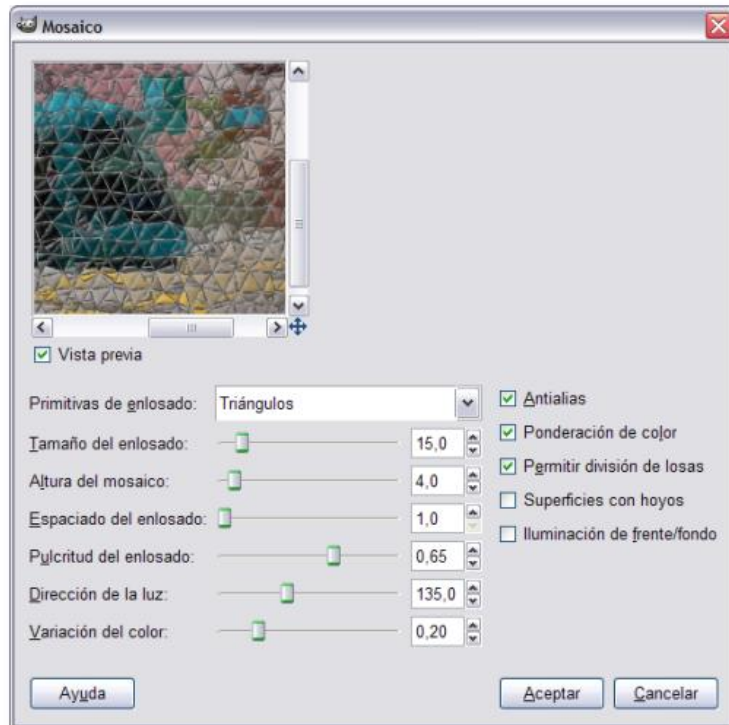 Mosaico
Vista previa
Primitivas de enlosado: Triángulos
Tamaño del enlosado: 15,0
Altura del mosaico: 4,0
Espaciado del enlosado: 1,0
Pulcritud del enlosado: 0,65
Dirección de la luz: 135,0
Variación del color: 0,20
Antialias
Ponderación de color
Permitir división de losas
Superficies con hoyos
Iluminación de frente/fondo
Ayuda
Aceptar
Cancelar